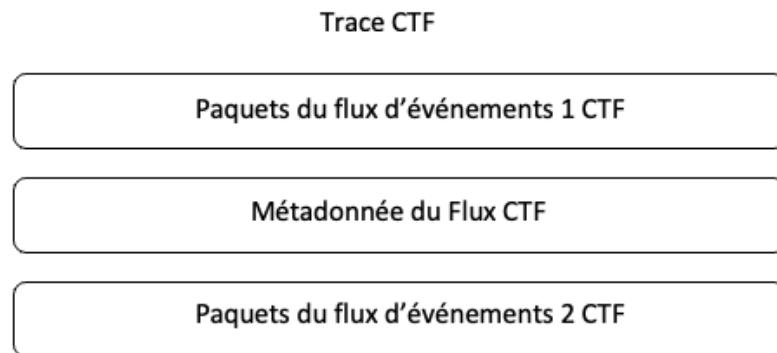 Trace CTF
Paquets du flux d’événements 1 CTF
Métadonnée du Flux CTF
Paquets du flux d’événements 2 CTF